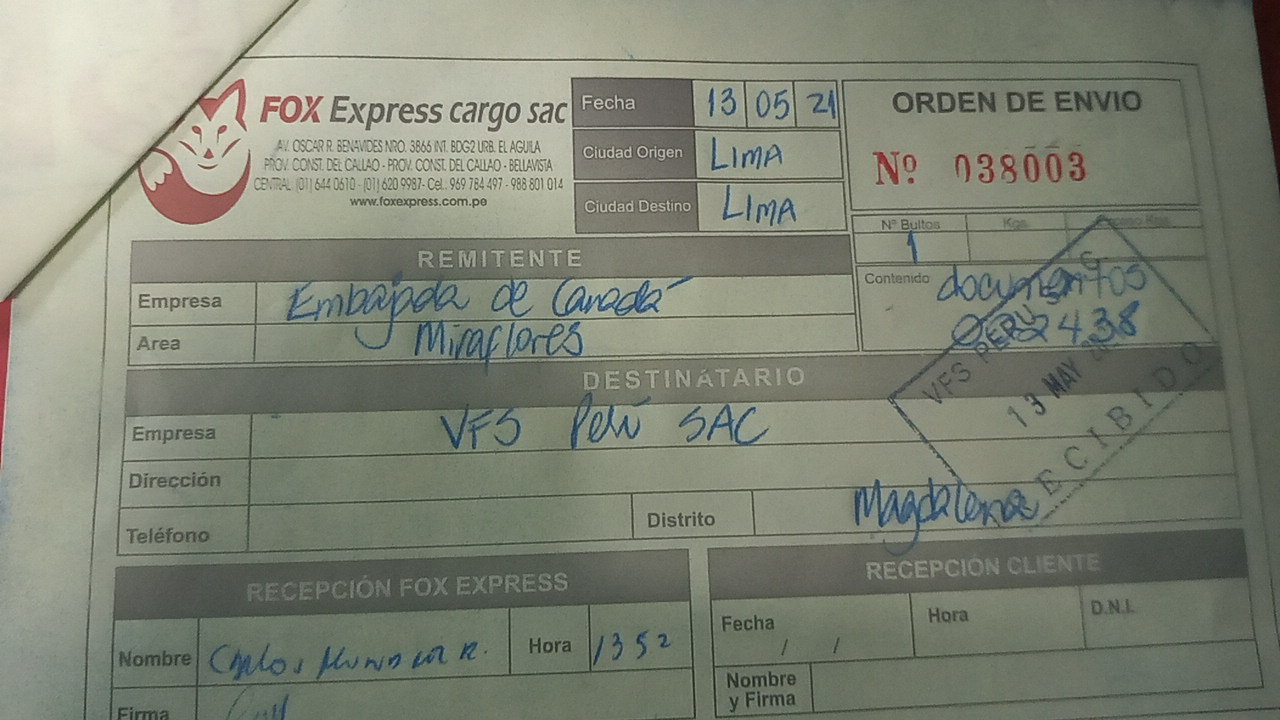 FOX Express cargo sac
AV. OSCAR R. BENAVIDES NRO. 3866 INT. BDG2 URB. EL AGUILA
PROV. CONST. DEL CALLAO - PROV. CONST. DEL CALLAO - BELLAVISTA
CENTRAL: (01) 644 0610 - (01) 620 9987- Cel.: 969 784 497 - 988 801 014
www.foxexpress.com.pe
Fecha 13 05 21
Ciudad Origen LIMA
Ciudad Destino LIMA
ORDEN DE ENVIO
Nº 038003
Nº Bultos Kgs.
1
Contenido documentos
2438
REMITENTE
Empresa Embajada de Canadá
Area Miraflores
DESTINATARIO
Empresa VFS Perú SAC
Dirección
Teléfono Distrito Magdalena
VFS PERU
13 MAY
ECIBIDO
RECEPCIÓN FOX EXPRESS
Nombre Carlos R. Hora 1352
Firma
RECEPCIÓN CLIENTE
Fecha / / Hora D.N.I.
Nombre
y Firma